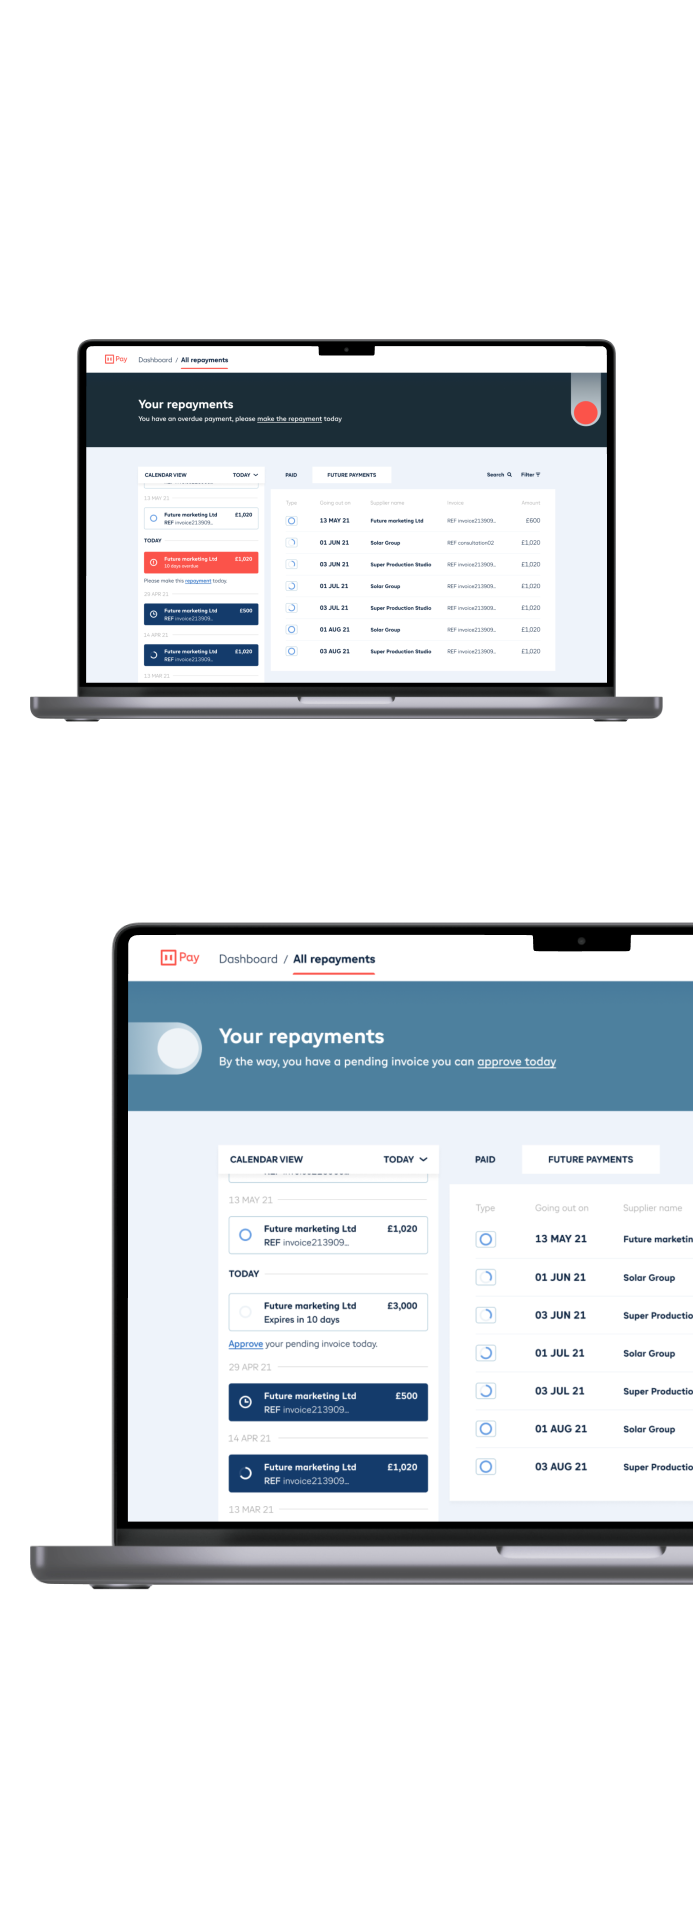 Pay Dashboard / All repayments
Your repayments
You have an overdue payment, please make the repayment today
CALENDAR VIEW TODAY
13 MAY 21
Future marketing Ltd £1,020
REF invoice213909...
TODAY
Future marketing Ltd £1,020
10 days overdue
Please make this repayment today.
29 APR 21
Future marketing Ltd £500
REF invoice213909...
14 APR 21
Future marketing Ltd £1,020
REF invoice213909...
13 MAR 21
PAID FUTURE PAYMENTS Search Filter
Type Going out on Supplier name Invoice Amount
13 MAY 21 Future marketing Ltd REF invoice213909... £600
01 JUN 21 Solar Group REF consultation02 £1,020
03 JUN 21 Super Production Studio REF invoice213909... £1,020
01 JUL 21 Solar Group REF invoice213909... £1,020
03 JUL 21 Super Production Studio REF invoice213909... £1,020
01 AUG 21 Solar Group REF invoice213909... £1,020
03 AUG 21 Super Production Studio REF invoice213909... £1,020
Pay Dashboard / All repayments
Your repayments
By the way, you have a pending invoice you can approve today
CALENDAR VIEW TODAY
13 MAY 21
Future marketing Ltd £1,020
REF invoice213909...
TODAY
Future marketing Ltd £3,000
Expires in 10 days
Approve your pending invoice today.
29 APR 21
Future marketing Ltd £500
REF invoice213909...
14 APR 21
Future marketing Ltd £1,020
REF invoice213909...
13 MAR 21
PAID FUTURE PAYMENTS
Type Going out on Supplier name
13 MAY 21 Future marketin
01 JUN 21 Solar Group
03 JUN 21 Super Productio
01 JUL 21 Solar Group
03 JUL 21 Super Productio
01 AUG 21 Solar Group
03 AUG 21 Super Productio